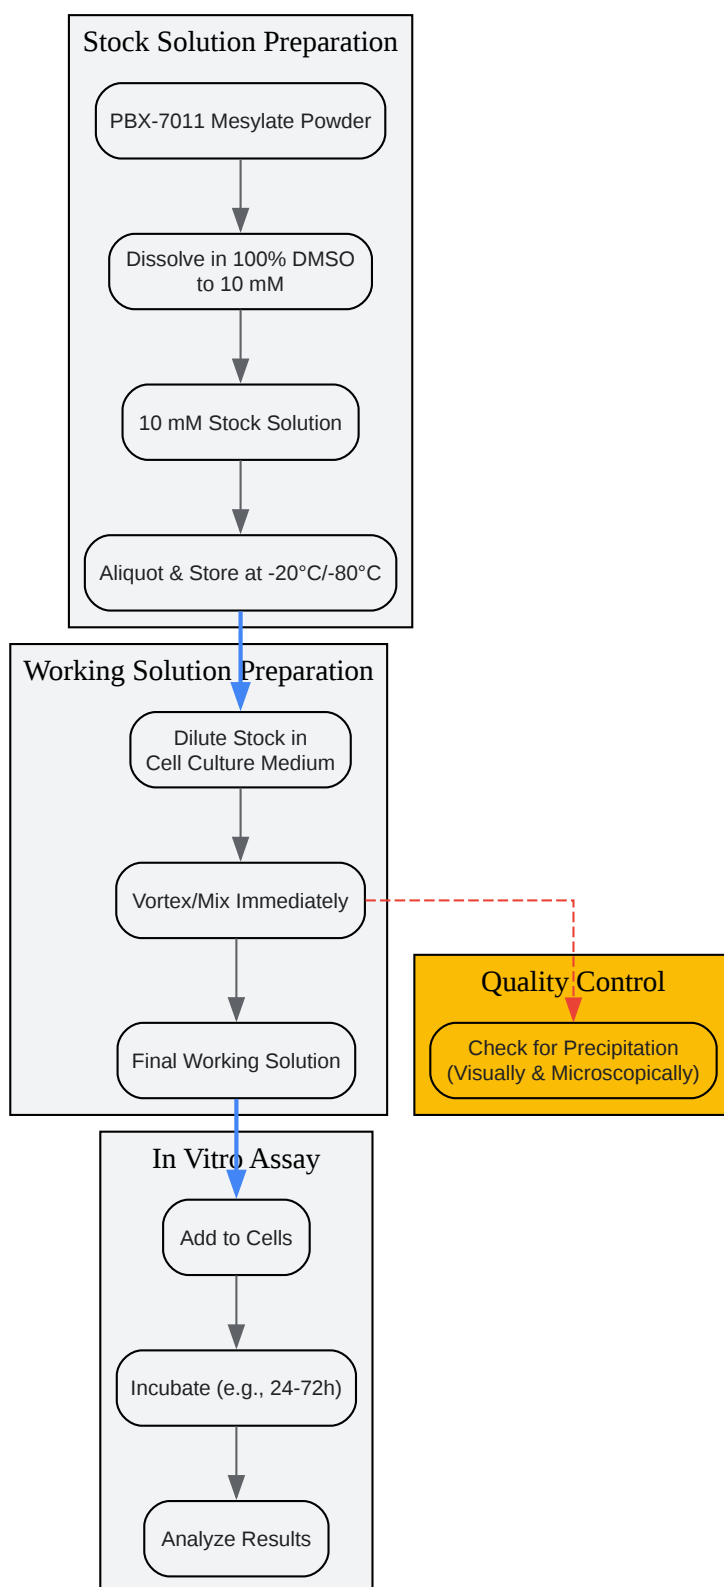 Stock Solution Preparation
PBX-7011 Mesylate Powder
Dissolve in 100% DMSO
to 10 mM
10 mM Stock Solution
Aliquot & Store at -20°C/-80°C
Working Solution Preparation
Dilute Stock in
Cell Culture Medium
Vortex/Mix Immediately
Quality Control
Check for Precipitation
(Visually & Microscopically)
Final Working Solution
In Vitro Assay
Add to Cells
Incubate (e.g., 24-72h)
Analyze Results